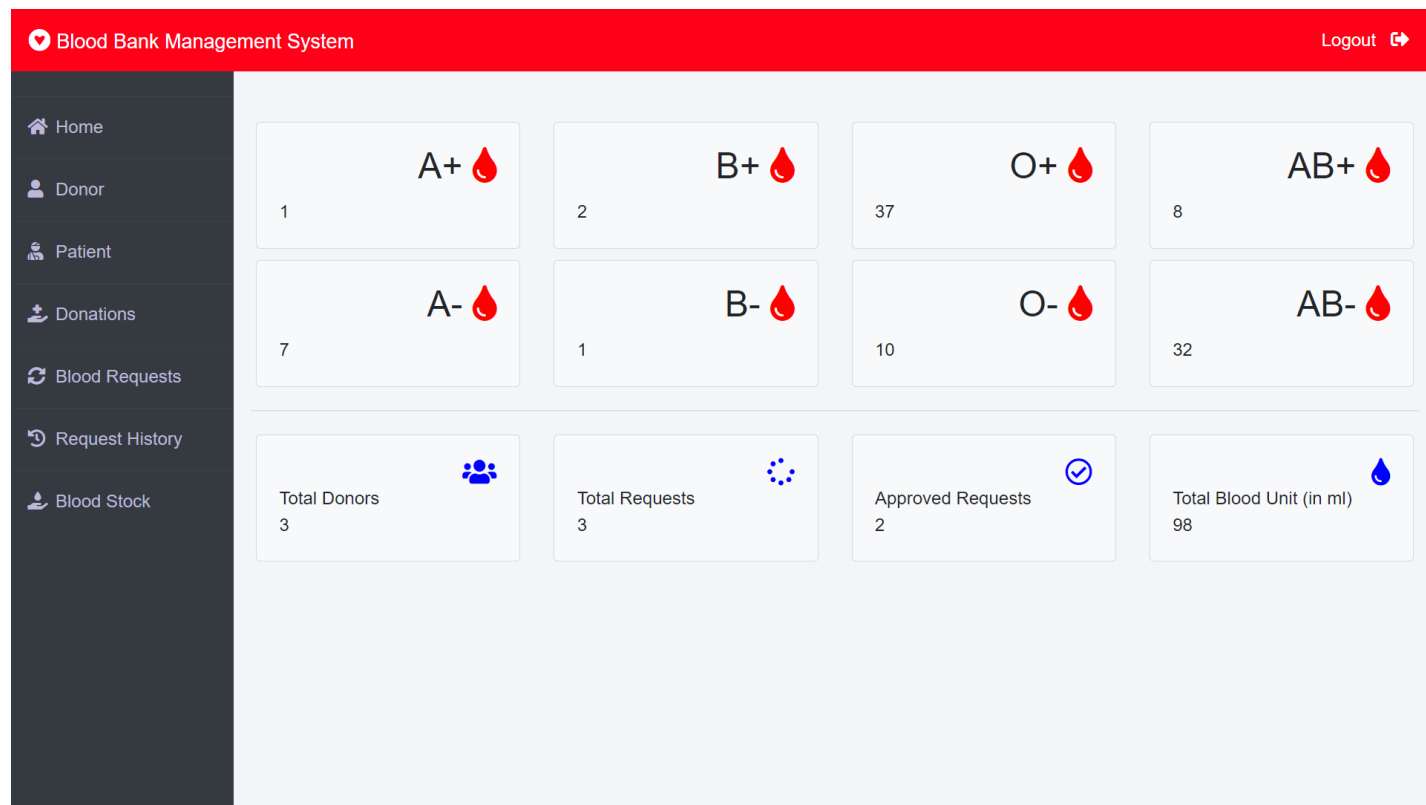 Blood Bank Management System
Logout
Home
Donor
Patient
Donations
Blood Requests
Request History
Blood Stock
A+
1
B+
2
O+
37
AB+
8
A-
7
B-
1
O-
10
AB-
32
Total Donors
3
Total Requests
3
Approved Requests
2
Total Blood Unit (in ml)
98